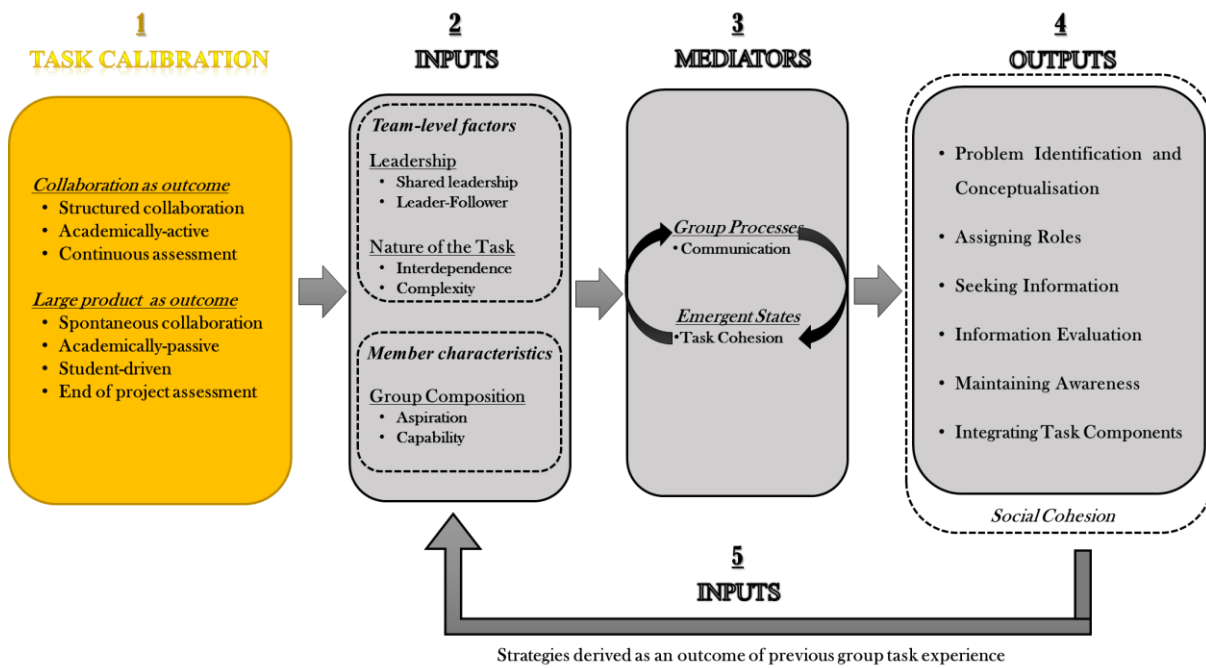 1
TASK CALIBRATION
Collaboration as outcome
• Structured collaboration
• Academically-active
• Continuous assessment
Large product as outcome
• Spontaneous collaboration
• Academically-passive
• Student-driven
• End of project assessment
2
INPUTS
Team-level factors
Leadership
• Shared leadership
• Leader-Follower
Nature of the Task
• Interdependence
• Complexity
Member characteristics
Group Composition
• Aspiration
• Capability
3
MEDIATORS
Group Processes
• Communication
Emergent States
• Task Cohesion
4
OUTPUTS
• Problem Identification and
Conceptualisation
• Assigning Roles
• Seeking Information
• Information Evaluation
• Maintaining Awareness
• Integrating Task Components
Social Cohesion
5
INPUTS
Strategies derived as an outcome of previous group task experience